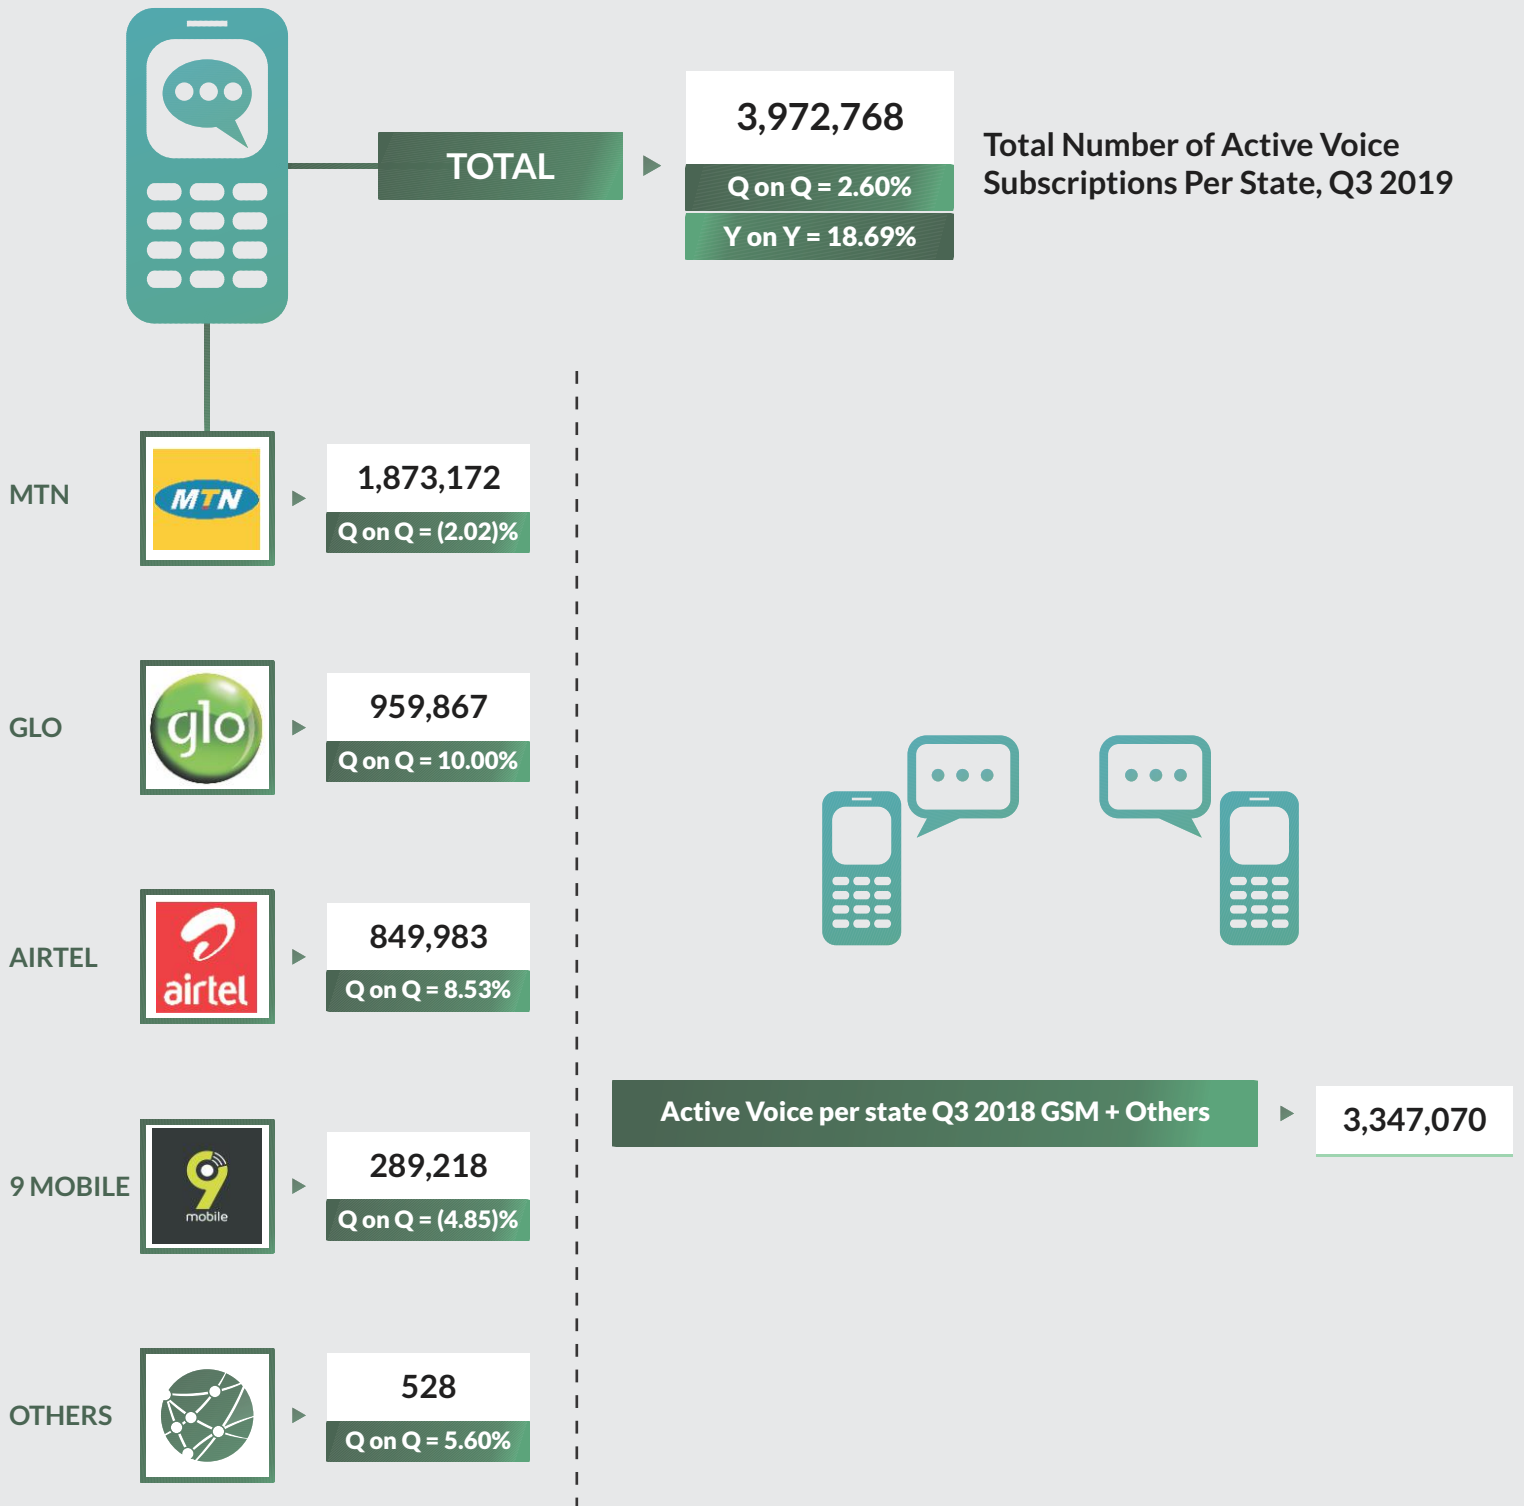 TOTAL
3,972,768
Q on Q = 2.60%
Y on Y = 18.69%
Total Number of Active Voice
Subscriptions Per State, Q3 2019
MTN
MTN
1,873,172
Q on Q = (2.02)%
GLO
glo
959,867
Q on Q = 10.00%
AIRTEL
airtel
849,983
Q on Q = 8.53%
9 MOBILE
9
mobile
289,218
Q on Q = (4.85)%
OTHERS
528
Q on Q = 5.60%
Active Voice per state Q3 2018 GSM + Others
3,347,070